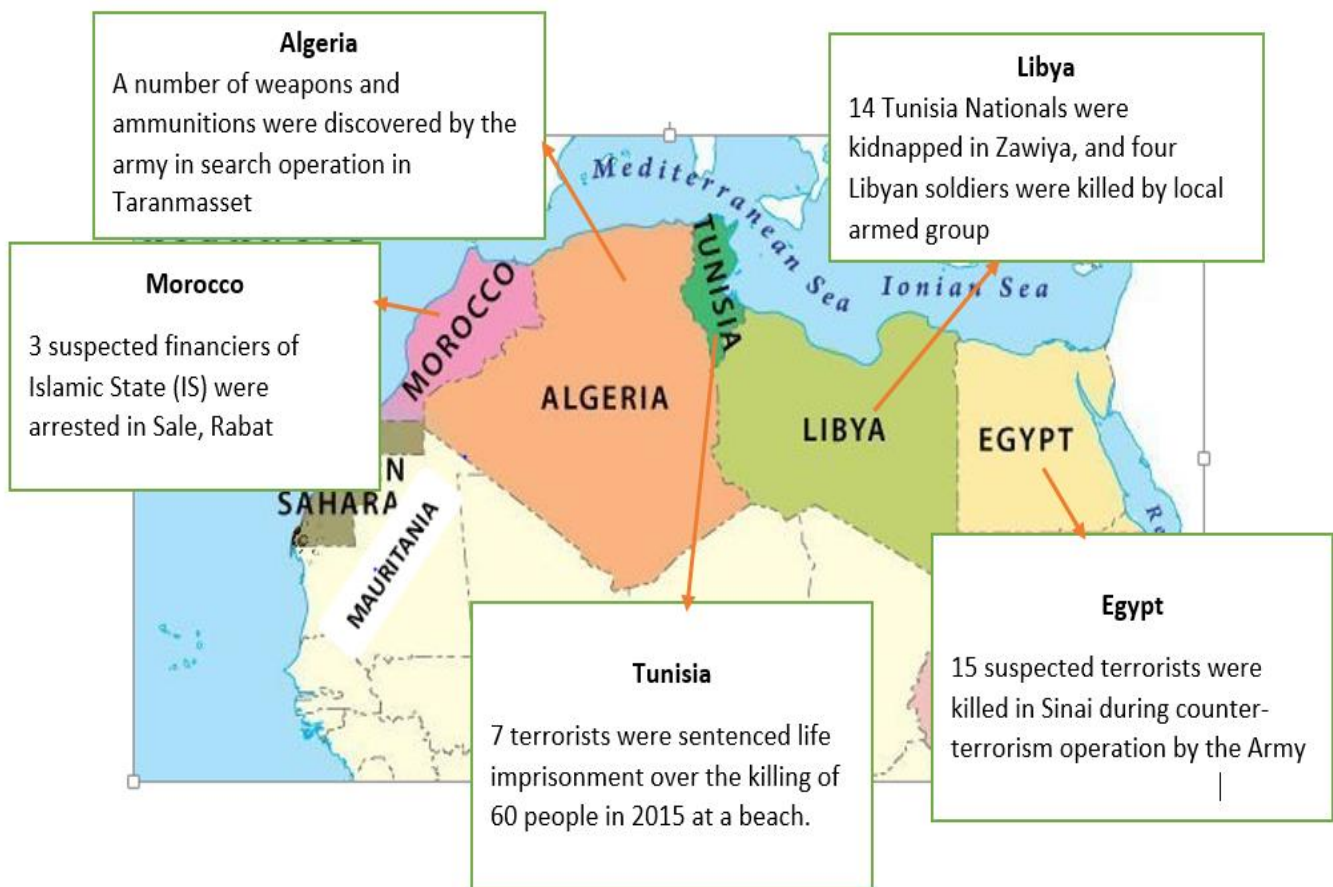 Algeria
A number of weapons and
ammunitions were discovered by the
army in search operation in
Taranmasset
Libya
14 Tunisia Nationals were
kidnapped in Zawiya, and four
Libyan soldiers were killed by local
armed group
Morocco
3 suspected financiers of
Islamic State (IS) were
arrested in Sale, Rabat
Mediterranean Sea
Ionian Sea
MOROCCO
TUNISIA
ALGERIA
LIBYA
EGYPT
N
SAHARA
MAURITANIA
Re
Tunisia
7 terrorists were sentenced life
imprisonment over the killing of
60 people in 2015 at a beach.
Egypt
15 suspected terrorists were
killed in Sinai during counter-
terrorism operation by the Army